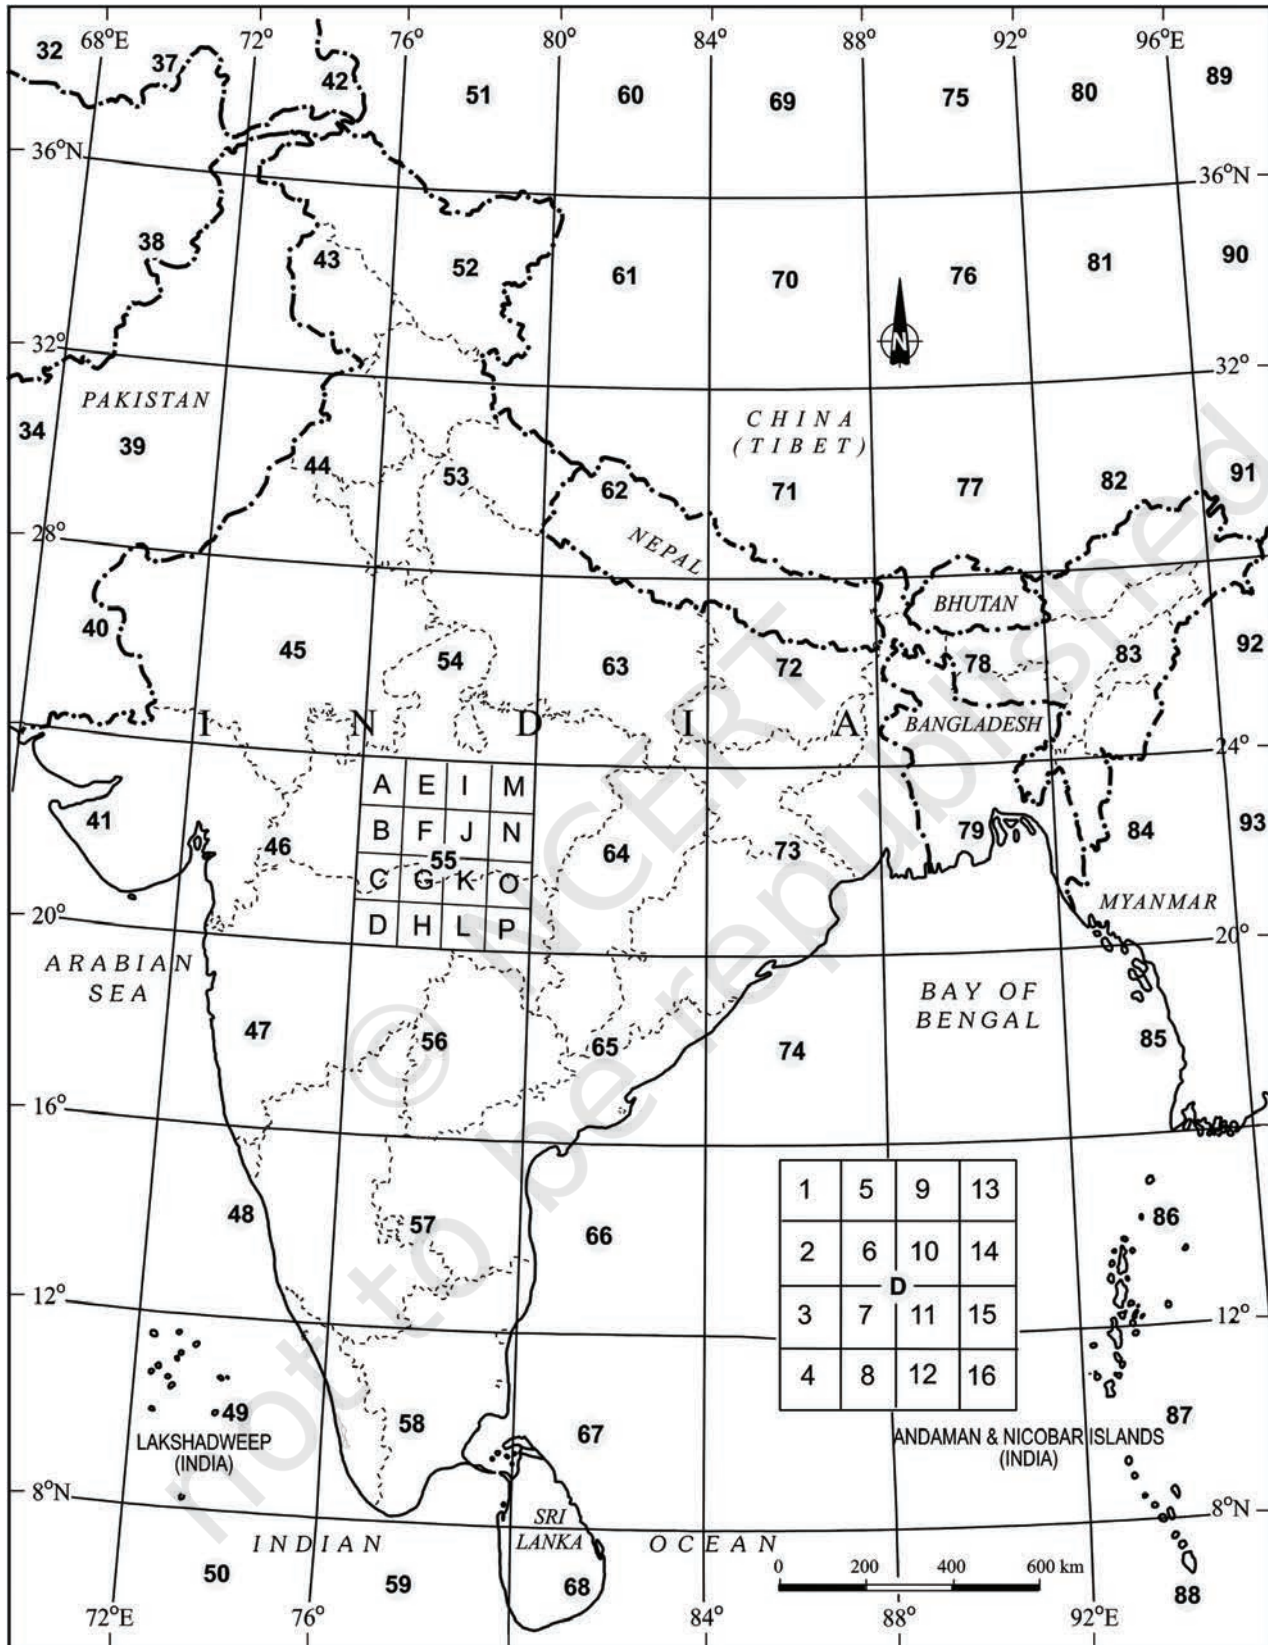 68°E 72° 76° 80° 84° 88° 92° 96°E
32 37 42 51 60 69 75 80 89
36°N 36°N
38 43 52 61 70 76 81 90
N
32° 32°
PAKISTAN
CHINA
(TIBET)
34 39 44 53 62 71 77 82 91
28°
NEPAL
BHUTAN
40 45 54 63 72 78 83 92
I N D I A
BANGLADESH
24°
A E I M
B F J N
55
C G K O
D H L P
41 46 64 73 79 84 93
MYANMAR
20° 20°
ARABIAN
SEA
BAY OF
BENGAL
47 56 65 74 85
16°
48 57 66 86
1 5 9 13
2 6 10 14
D
3 7 11 15
4 8 12 16
12° 12°
49 58 67 87
LAKSHADWEEP
(INDIA)
ANDAMAN & NICOBAR ISLANDS
(INDIA)
8°N 8°N
SRI
LANKA
INDIAN OCEAN
0 200 400 600 km
50 59 68 88
72°E 76° 84° 88° 92°E
© NCERT
not to be republished